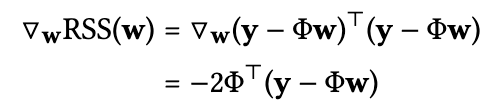 ∇𝐰RSS(𝐰) = ∇𝐰(𝐲 − Φ𝐰)⊤(𝐲 − Φ𝐰)
= −2Φ⊤(𝐲 − Φ𝐰)